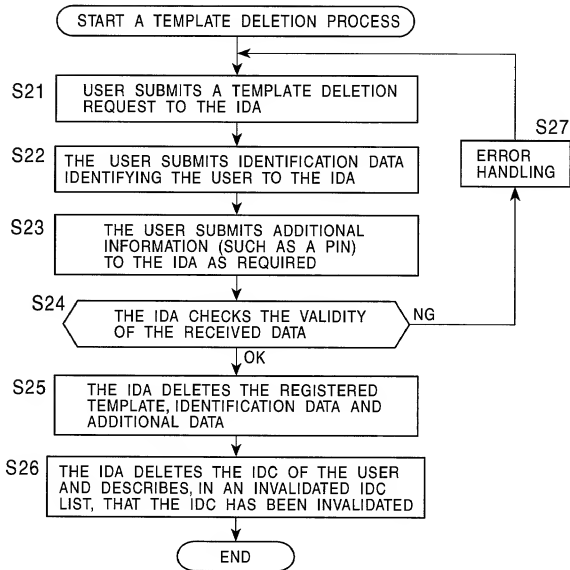 START A TEMPLATE DELETION PROCESS
S21
USER SUBMITS A TEMPLATE DELETION
REQUEST TO THE IDA
S27
ERROR
HANDLING
S22
THE USER SUBMITS IDENTIFICATION DATA
IDENTIFYING THE USER TO THE IDA
S23
THE USER SUBMITS ADDITIONAL
INFORMATION (SUCH AS A PIN)
TO THE IDA AS REQUIRED
S24
THE IDA CHECKS THE VALIDITY
OF THE RECEIVED DATA
NG
OK
S25
THE IDA DELETES THE REGISTERED
TEMPLATE, IDENTIFICATION DATA AND
ADDITIONAL DATA
S26
THE IDA DELETES THE IDC OF THE USER
AND DESCRIBES, IN AN INVALIDATED IDC
LIST, THAT THE IDC HAS BEEN INVALIDATED
END